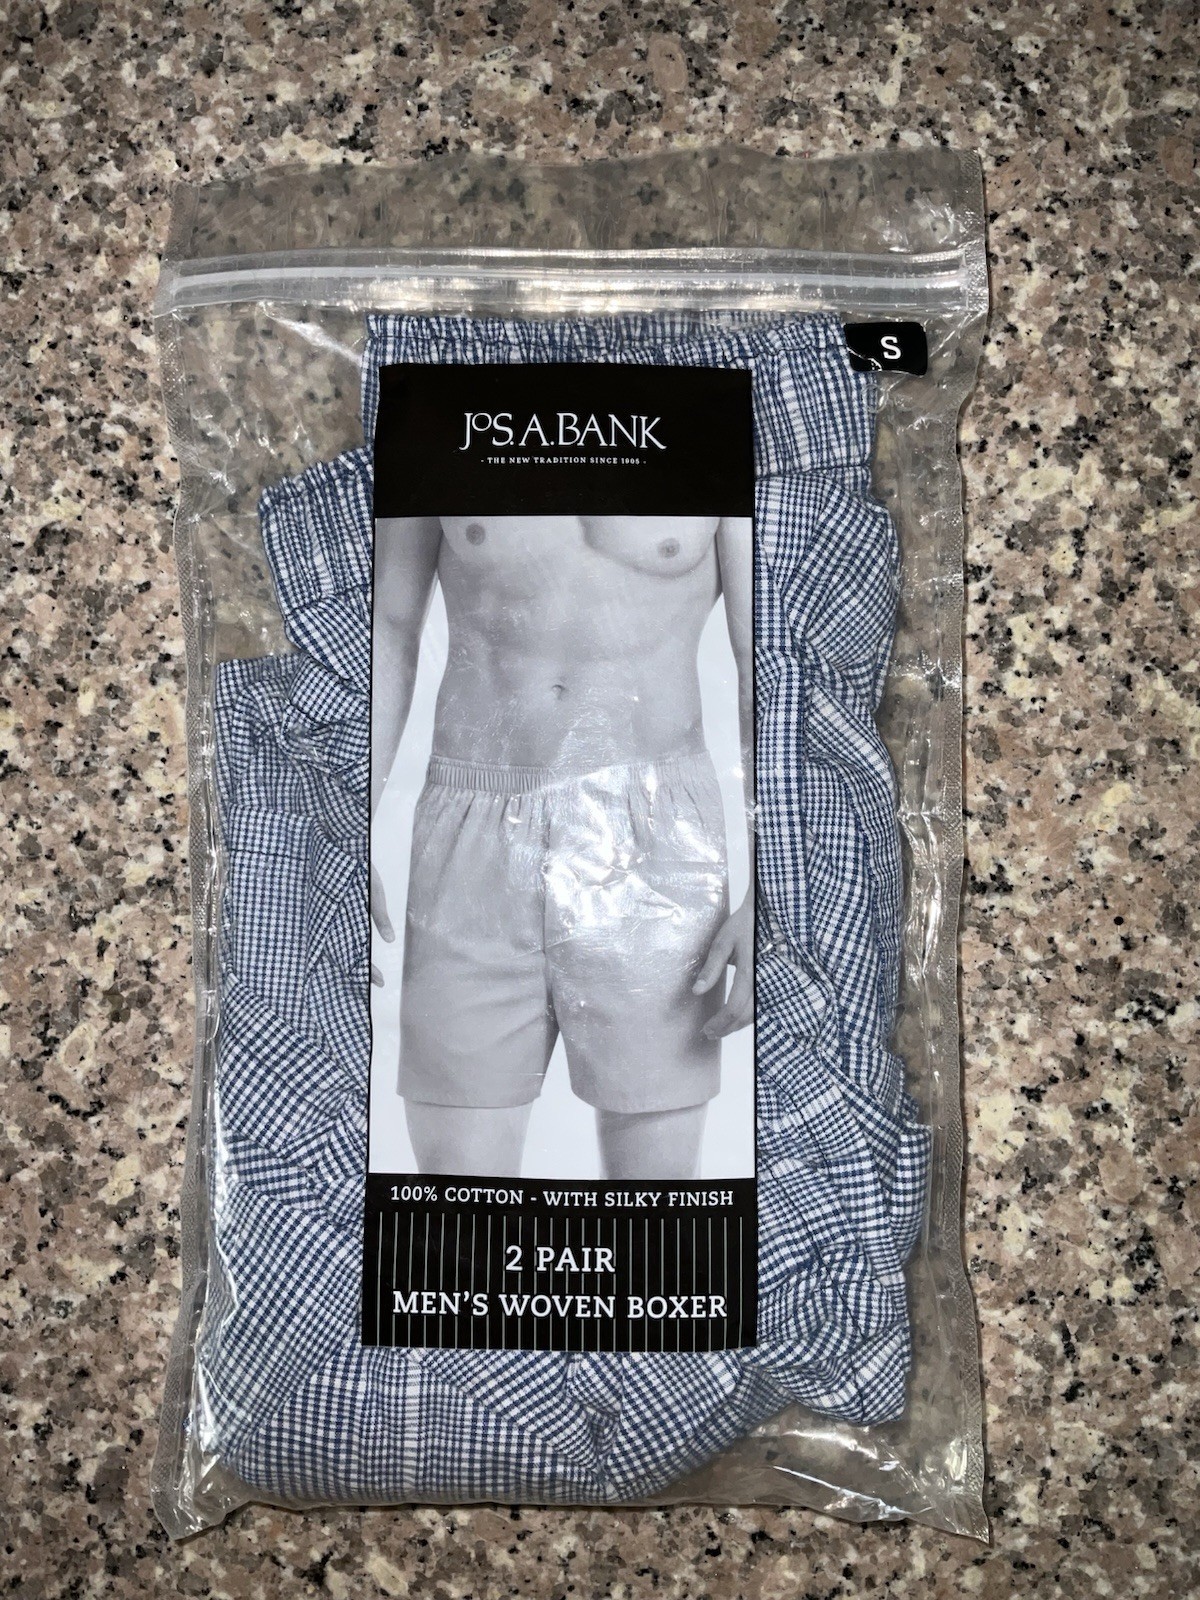 S
JOS. A. BANK
- THE NEW TRADITION SINCE 1905 -
100% COTTON - WITH SILKY FINISH
2 PAIR
MEN'S WOVEN BOXER